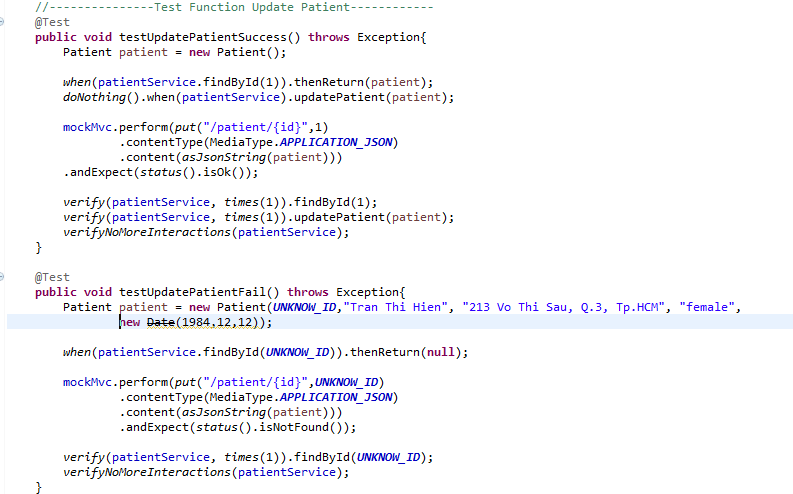 //---------------Test Function Update Patient------------
@Test
public void testUpdatePatientSuccess() throws Exception{
Patient patient = new Patient();
when(patientService.findById(1)).thenReturn(patient);
doNothing().when(patientService).updatePatient(patient);
mockMvc.perform(put("/patient/{id}",1)
.contentType(MediaType.APPLICATION_JSON)
.content(asJsonString(patient)))
.andExpect(status().isOk());
verify(patientService, times(1)).findById(1);
verify(patientService, times(1)).updatePatient(patient);
verifyNoMoreInteractions(patientService);
}
@Test
public void testUpdatePatientFail() throws Exception{
Patient patient = new Patient(UNKNOW_ID,"Tran Thi Hien", "213 Vo Thi Sau, Q.3, Tp.HCM", "female",
new Date(1984,12,12));
when(patientService.findById(UNKNOW_ID)).thenReturn(null);
mockMvc.perform(put("/patient/{id}",UNKNOW_ID)
.contentType(MediaType.APPLICATION_JSON)
.content(asJsonString(patient)))
.andExpect(status().isNotFound());
verify(patientService, times(1)).findById(UNKNOW_ID);
verifyNoMoreInteractions(patientService);
}